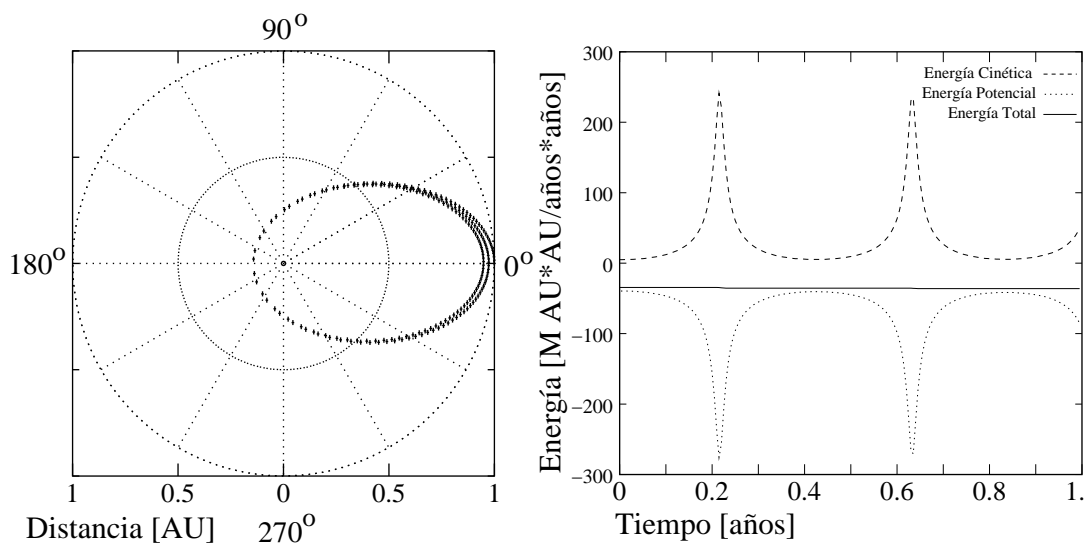 90°
180°
0°
1 0.5 0 0.5 1
Distancia [AU]
270°
Energía [M AU*AU/años*años]
300
200
100
0
−100
−200
−300
Energía Cinética
Energía Potencial
Energía Total
0 0.2 0.4 0.6 0.8 1.
Tiempo [años]